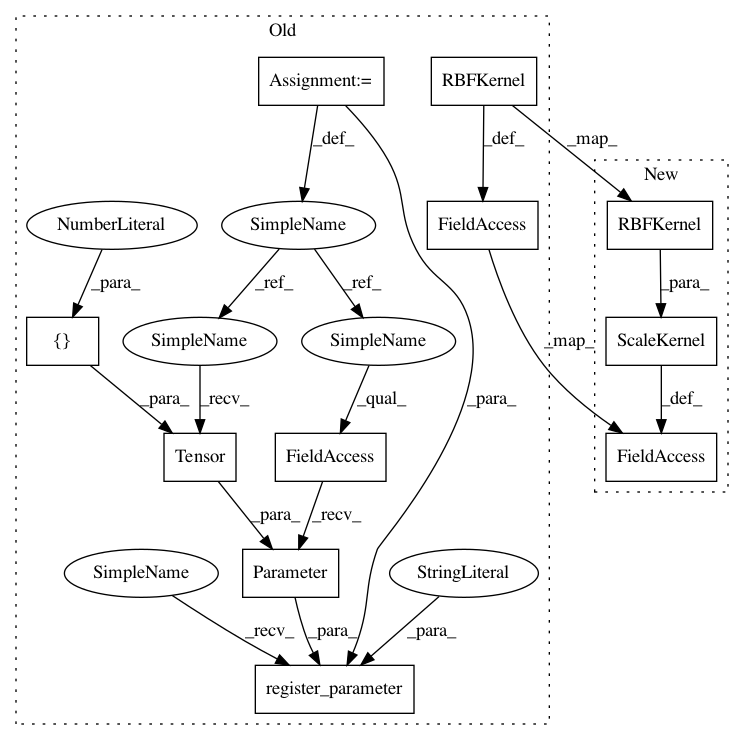 Old
Assignment:=
RBFKernel
_def_
_def_
_map_
New
NumberLiteral
SimpleName
FieldAccess
RBFKernel
_para_
_ref_
_ref_
_para_
{}
SimpleName
SimpleName
_map_
ScaleKernel
_para_
_recv_
_qual_
_para_
_def_
Tensor
FieldAccess
FieldAccess
_para_
_recv_
SimpleName
Parameter
StringLiteral
_recv_
_para_
_para_
register_parameter